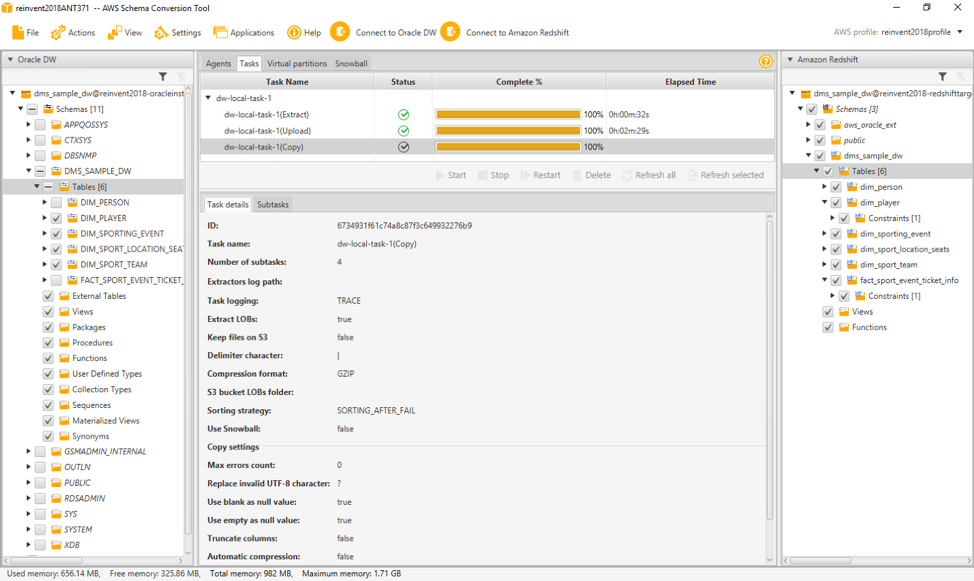 reinvent2018ANT371 -- AWS Schema Conversion Tool
File Actions View Settings Applications Help Connect to Oracle DW Connect to Amazon Redshift AWS profile: reinvent2018profile
Oracle DW
dms_sample_dw@reinvent2018-oracleinst
Schemas [11]
APPQOSSYS
CTXSYS
DBSNMP
DMS_SAMPLE_DW
Tables [6]
DIM_PERSON
DIM_PLAYER
DIM_SPORTING_EVENT
DIM_SPORT_LOCATION_SEA
DIM_SPORT_TEAM
FACT_SPORT_EVENT_TICKET_
External Tables
Views
Packages
Procedures
Functions
User Defined Types
Collection Types
Sequences
Materialized Views
Synonyms
GSMADMIN_INTERNAL
OUTLN
PUBLIC
RDSADMIN
SYS
SYSTEM
XDB
Agents Tasks Virtual partitions Snowball
Task Name Status Complete % Elapsed Time
dw-local-task-1
dw-local-task-1(Extract) 100% 0h:00m:32s
dw-local-task-1(Upload) 100% 0h:02m:29s
dw-local-task-1(Copy) 100%
Start Stop Restart Delete Refresh all Refresh selected
Task details Subtasks
ID: 6734931f61c74a8c87f3c649932276b9
Task name: dw-local-task-1(Copy)
Number of subtasks: 4
Extractors log path:
Task logging: TRACE
Extract LOBs: true
Keep files on S3 false
Delimiter character: |
Compression format: GZIP
S3 bucket LOBs folder:
Sorting strategy: SORTING_AFTER_FAIL
Use Snowball: false
Copy settings
Max errors count: 0
Replace invalid UTF-8 character: ?
Use blank as null value: true
Use empty as null value: true
Truncate columns: false
Automatic compression: false
Amazon Redshift
dms_sample_dw@reinvent2018-redshifttarg
Schemas [3]
aws_oracle_ext
public
dms_sample_dw
Tables [6]
dim_person
dim_player
Constraints [1]
dim_sporting_event
dim_sport_location_seats
dim_sport_team
fact_sport_event_ticket_info
Constraints [1]
Views
Functions
Used memory: 656.14 MB, Free memory: 325.86 MB, Total memory: 982 MB, Maximum memory: 1.71 GB